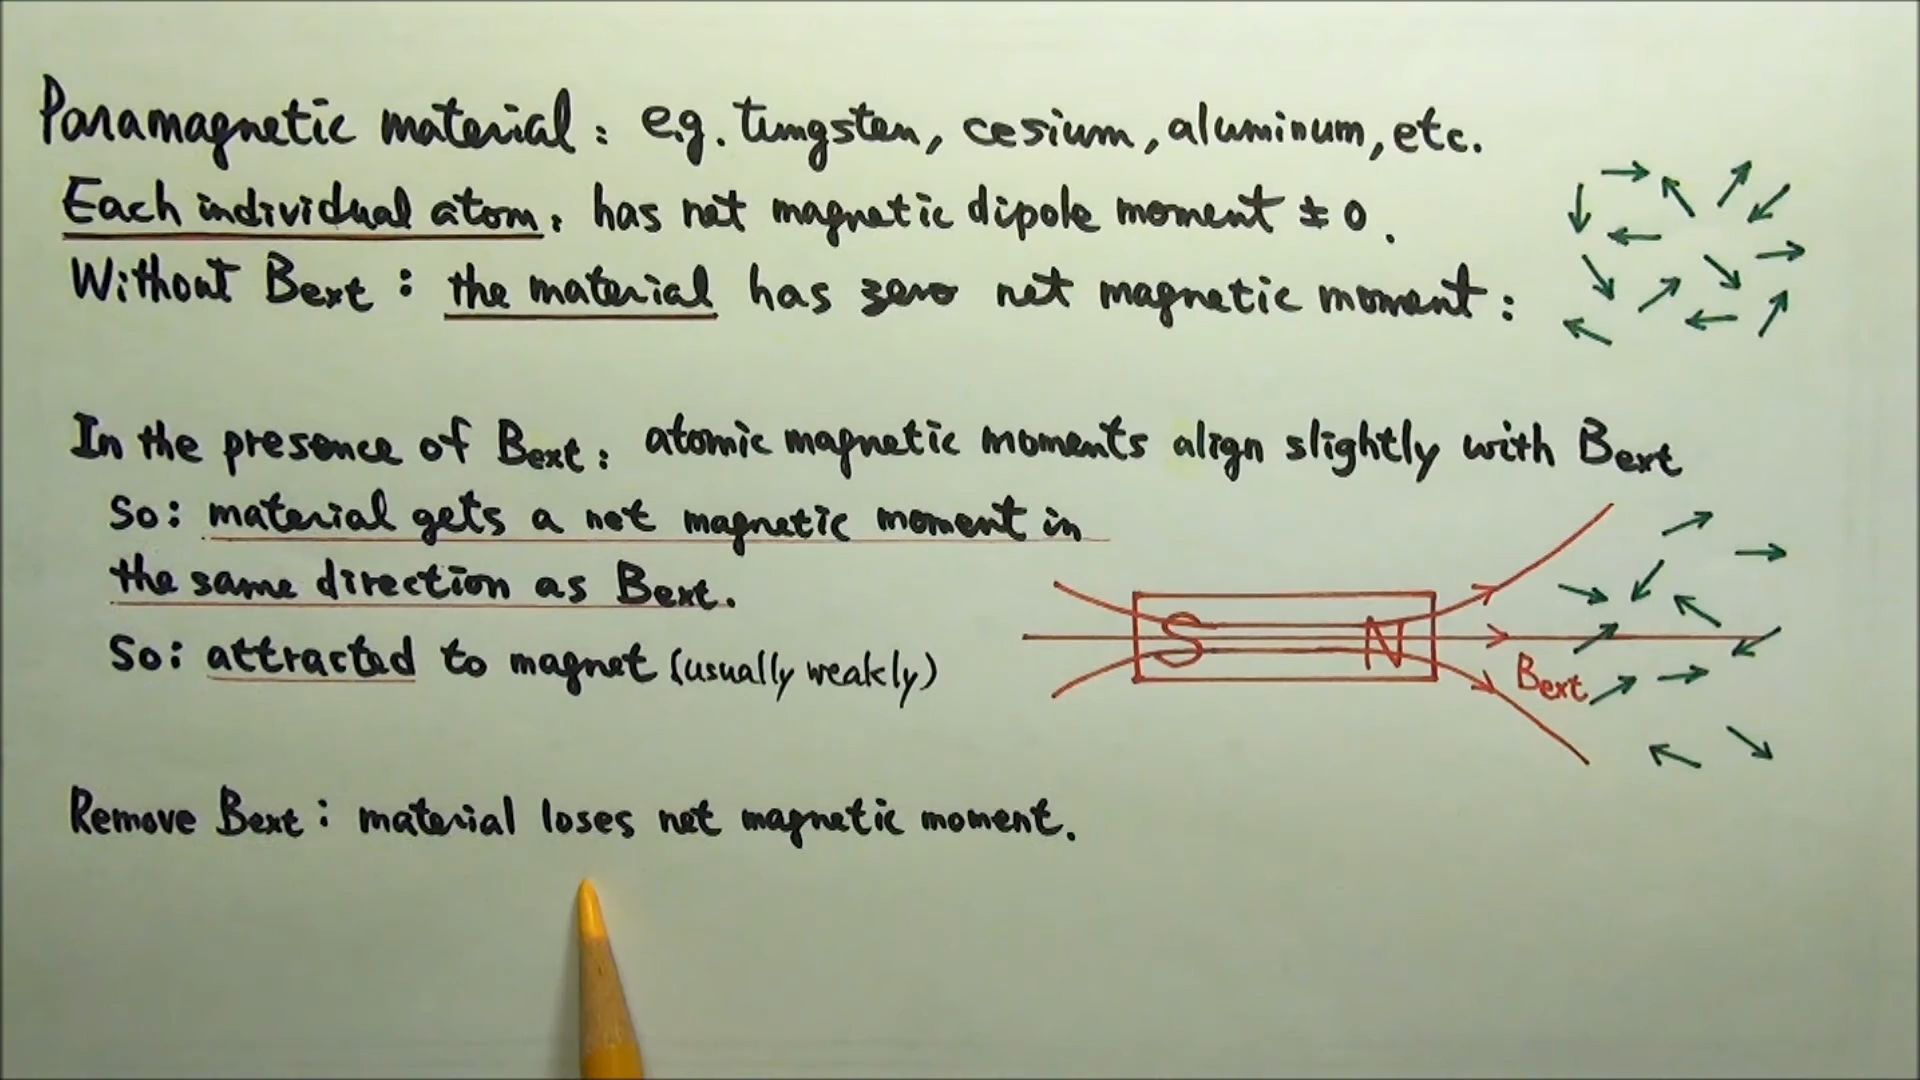 Paramagnetic material: e.g. tungsten, cesium, aluminum, etc.
Each individual atom: has net magnetic dipole moment ≠ 0.
Without Bext: the material has zero net magnetic moment:
In the presence of Bext: atomic magnetic moments align slightly with Bext
So: material gets a net magnetic moment in
the same direction as Bext.
S N
Bext
So: attracted to magnet (usually weakly)
Remove Bext: material loses net magnetic moment.